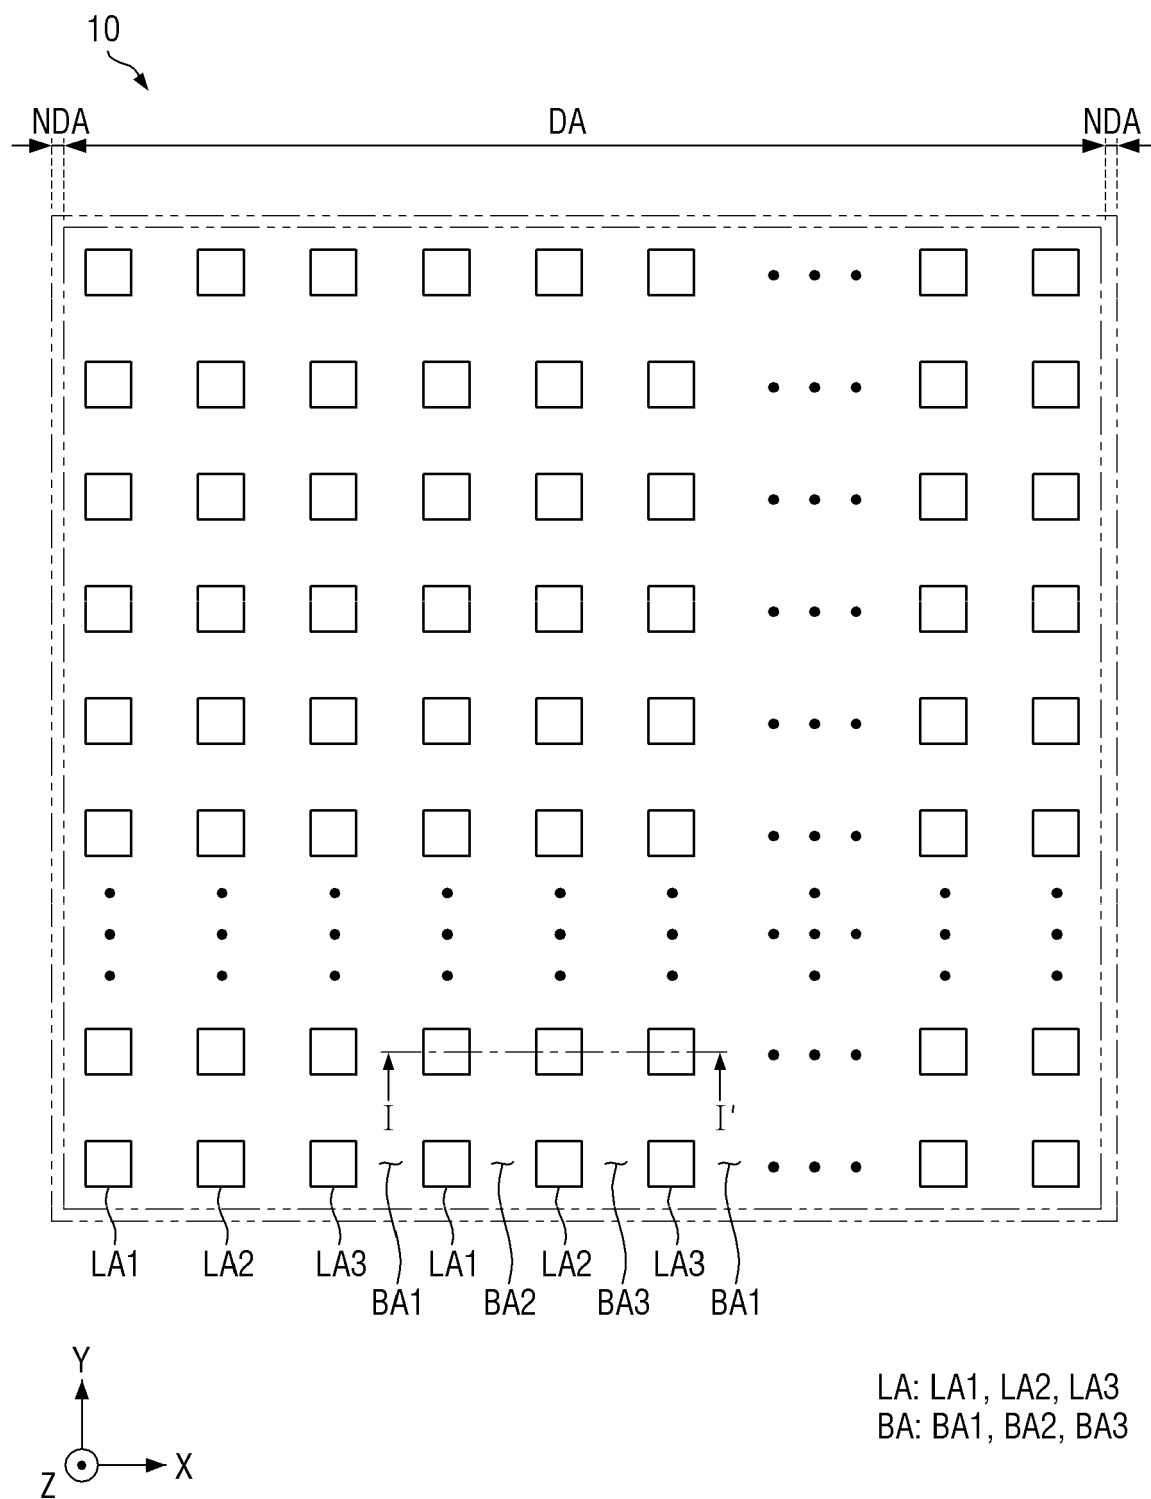 10
NDA DA NDA
I I'
LA1 LA2 LA3 LA1 LA2 LA3
BA1 BA2 BA3 BA1
Y
LA: LA1, LA2, LA3
BA: BA1, BA2, BA3
Z X